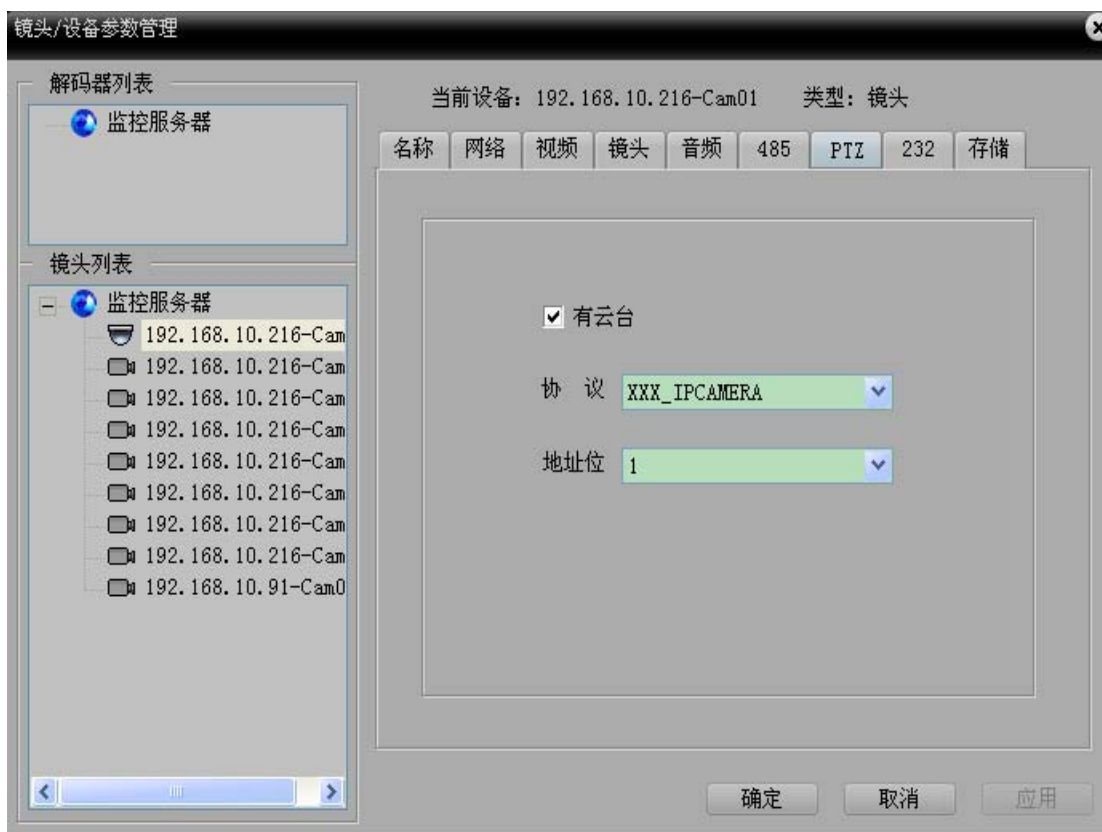 镜头/设备参数管理
解码器列表
监控服务器
镜头列表
监控服务器
192.168.10.216-Cam
192.168.10.216-Cam
192.168.10.216-Cam
192.168.10.216-Cam
192.168.10.216-Cam
192.168.10.216-Cam
192.168.10.216-Cam
192.168.10.216-Cam
192.168.10.91-Cam0
当前设备: 192.168.10.216-Cam01 类型: 镜头
名称 网络 视频 镜头 音频 485 PTZ 232 存储
有云台
协 议 XXX_IPCAMERA
地址位 1
确定 取消 应用